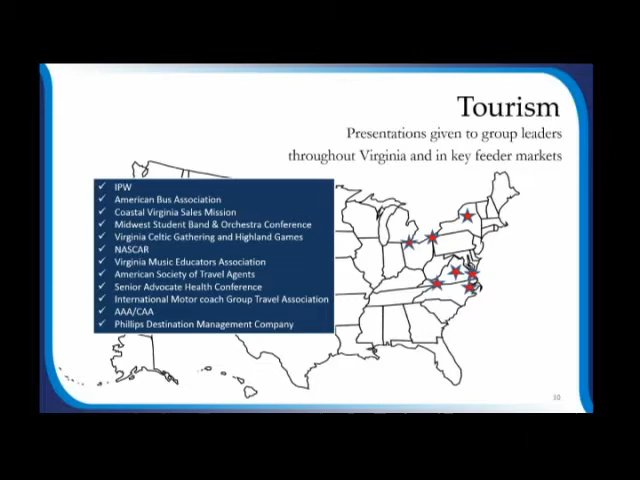 Tourism
Presentations given to group leaders
throughout Virginia and in key feeder markets
✓ IPW
✓ American Bus Association
✓ Coastal Virginia Sales Mission
✓ Midwest Student Band & Orchestra Conference
✓ Virginia Celtic Gathering and Highland Games
✓ NASCAR
✓ Virginia Music Educators Association
✓ American Society of Travel Agents
✓ Senior Advocate Health Conference
✓ International Motor coach Group Travel Association
✓ AAA/CAA
✓ Phillips Destination Management Company
30